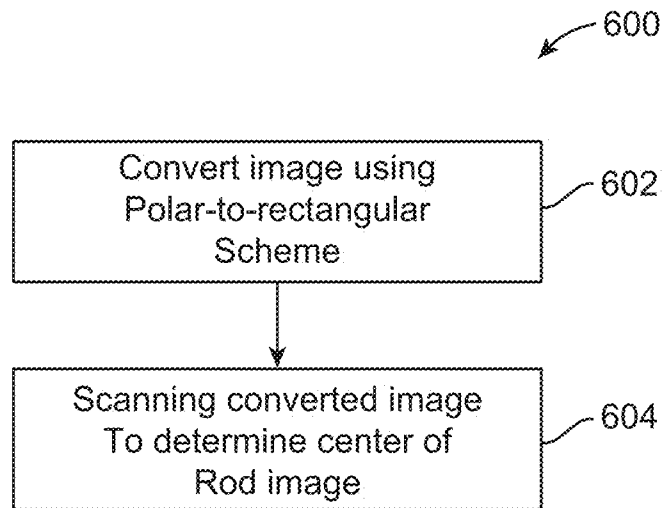 600
Convert image using
Polar-to-rectangular
Scheme
602
Scanning converted image
To determine center of
Rod image
604